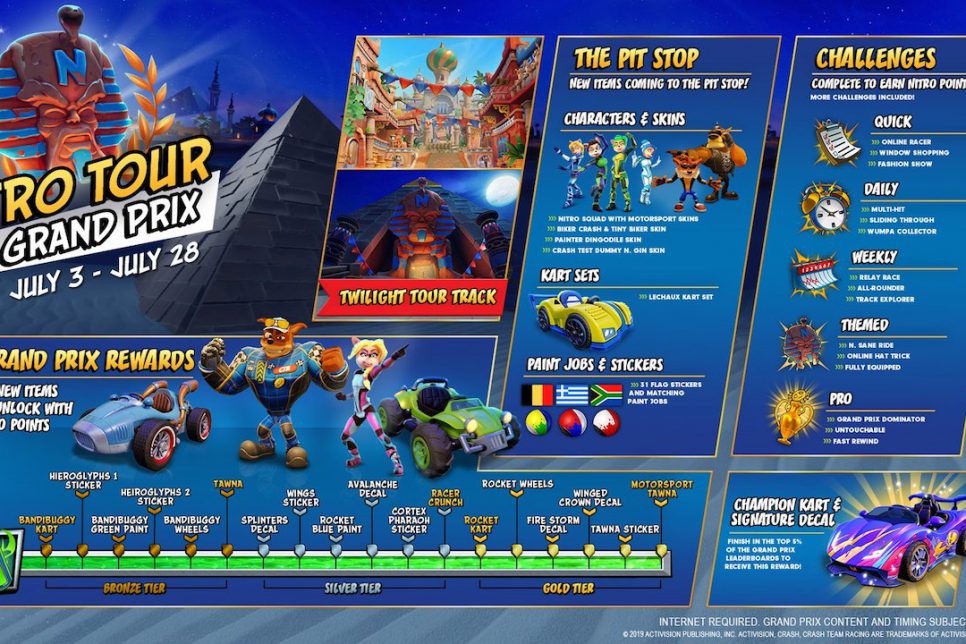 N
TRO TOUR
GRAND PRIX
JULY 3 - JULY 28
TWILIGHT TOUR TRACK
THE PIT STOP
NEW ITEMS COMING TO THE PIT STOP!
CHARACTERS & SKINS
>>> NITRO SQUAD WITH MOTORSPORT SKINS
>>> BIKER CRASH & TINY BIKER SKIN
>>> PAINTER DINGODILE SKIN
>>> CRASH TEST DUMMY N. GIN SKIN
KART SETS
>>> LECHAUX KART SET
PAINT JOBS & STICKERS
>>> 31 FLAG STICKERS
AND MATCHING
PAINT JOBS
CHALLENGES
COMPLETE TO EARN NITRO POINT
MORE CHALLENGES INCLUDED!
QUICK
>>> ONLINE RACER
>>> WINDOW SHOPPING
>>> FASHION SHOW
DAILY
>>> MULTI-HIT
>>> SLIDING THROUGH
>>> WUMPA COLLECTOR
WEEKLY
>>> RELAY RACE
>>> ALL-ROUNDER
>>> TRACK EXPLORER
THEMED
>>> N. SANE RIDE
>>> ONLINE HAT TRICK
>>> FULLY EQUIPPED
PRO
>>> GRAND PRIX DOMINATOR
>>> UNTOUCHABLE
>>> FAST REWIND
GRAND PRIX REWARDS
NEW ITEMS
UNLOCK WITH
O POINTS
BANDIBUGGY
KART
HIEROGLYPHS 1
STICKER
BANDIBUGGY
GREEN PAINT
HEIROGLYPHS 2
STICKER
BANDIBUGGY
WHEELS
TAWNA
SPLINTERS
DECAL
WINGS
STICKER
ROCKET
BLUE PAINT
AVALANCHE
DECAL
CORTEX
PHARAOH
STICKER
RACER
CRUNCH
ROCKET
KART
ROCKET WHEELS
FIRE STORM
DECAL
WINGED
CROWN DECAL
TAWNA STICKER
MOTORSPORT
TAWNA
BRONZE TIER
SILVER TIER
GOLD TIER
CHAMPION KART &
SIGNATURE DECAL
FINISH IN THE TOP 5%
OF THE GRAND PRIX
LEADERBOARDS TO
RECEIVE THIS REWARD!
INTERNET REQUIRED. GRAND PRIX CONTENT AND TIMING SUBJEC
© 2019 ACTIVISION PUBLISHING, INC. ACTIVISION, CRASH, CRASH TEAM RACING ARE TRADEMARKS OF ACTIV